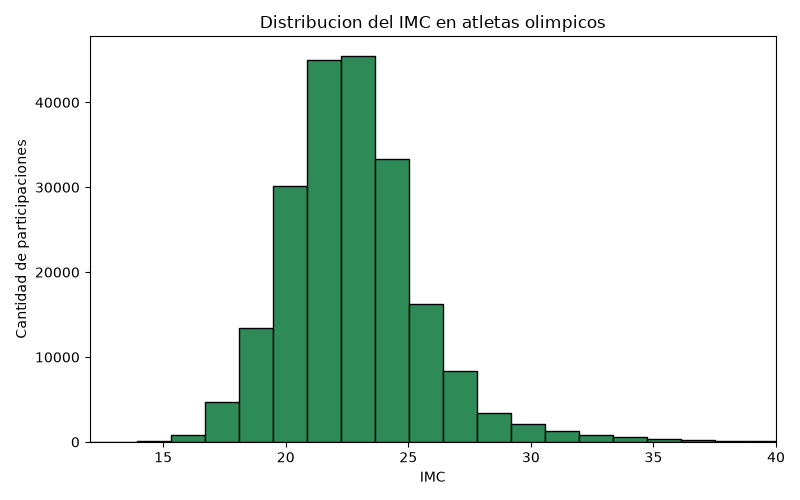 Distribucion del IMC en atletas olimpicos
Cantidad de participaciones
40000
30000
20000
10000
0
15 20 25 30 35 40
IMC